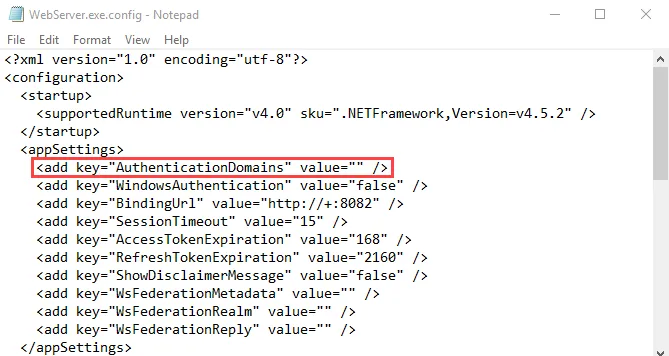 WebServer.exe.config - Notepad
File Edit Format View Help
<?xml version="1.0" encoding="utf-8"?>
<configuration>
<startup>
<supportedRuntime version="v4.0" sku=".NETFramework,Version=v4.5.2" />
</startup>
<appSettings>
<add key="AuthenticationDomains" value="" />
<add key="WindowsAuthentication" value="false" />
<add key="BindingUrl" value="http://+:8082" />
<add key="SessionTimeout" value="15" />
<add key="AccessTokenExpiration" value="168" />
<add key="RefreshTokenExpiration" value="2160" />
<add key="ShowDisclaimerMessage" value="false" />
<add key="WsFederationMetadata" value="" />
<add key="WsFederationRealm" value="" />
<add key="WsFederationReply" value="" />
</appSettings>